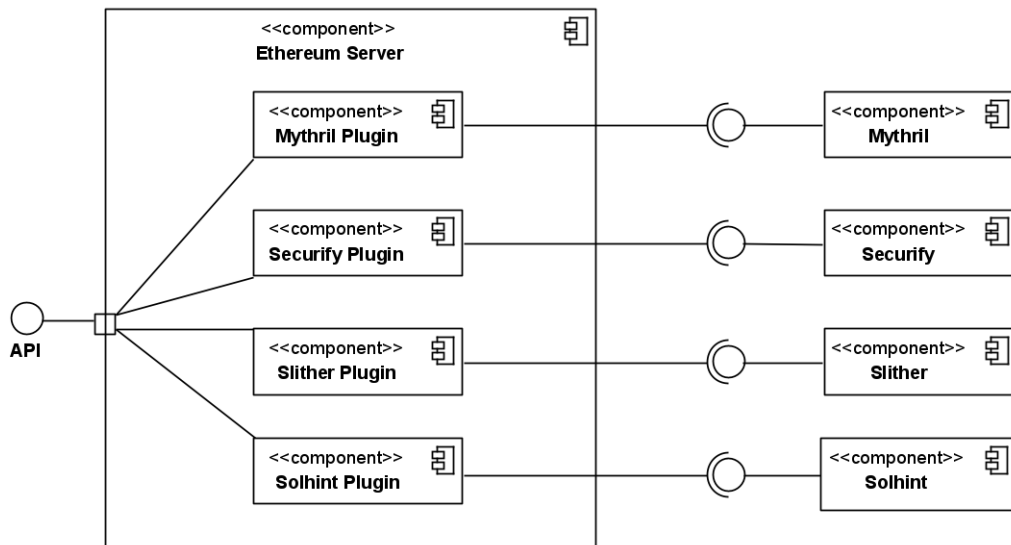 <<component>>
Ethereum Server
<<component>>
Mythril Plugin
<<component>>
Mythril
<<component>>
Securify Plugin
<<component>>
Securify
API
<<component>>
Slither Plugin
<<component>>
Slither
<<component>>
Solhint Plugin
<<component>>
Solhint